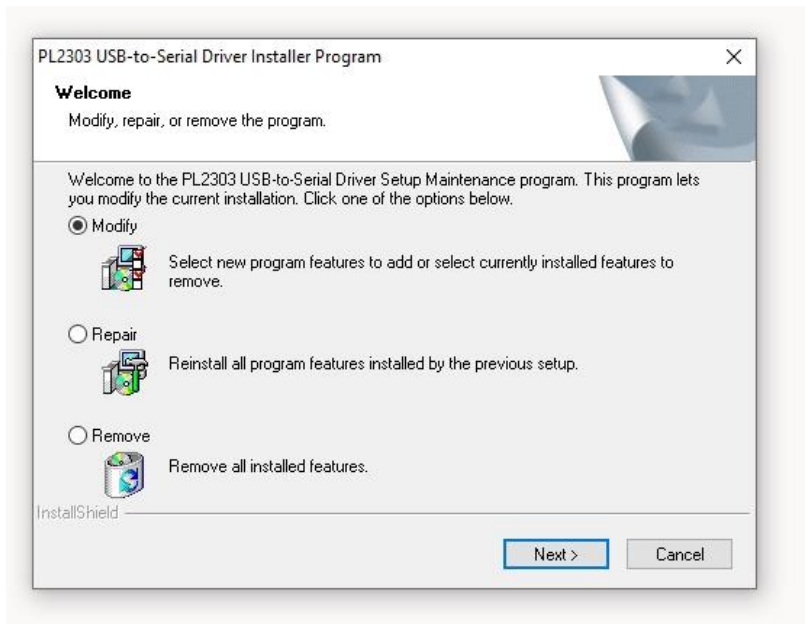 PL2303 USB-to-Serial Driver Installer Program
Welcome
Modify, repair, or remove the program.
Welcome to the PL2303 USB-to-Serial Driver Setup Maintenance program. This program lets
you modify the current installation. Click one of the options below.
Modify
Select new program features to add or select currently installed features to
remove.
Repair
Reinstall all program features installed by the previous setup.
Remove
Remove all installed features.
InstallShield
Next >
Cancel